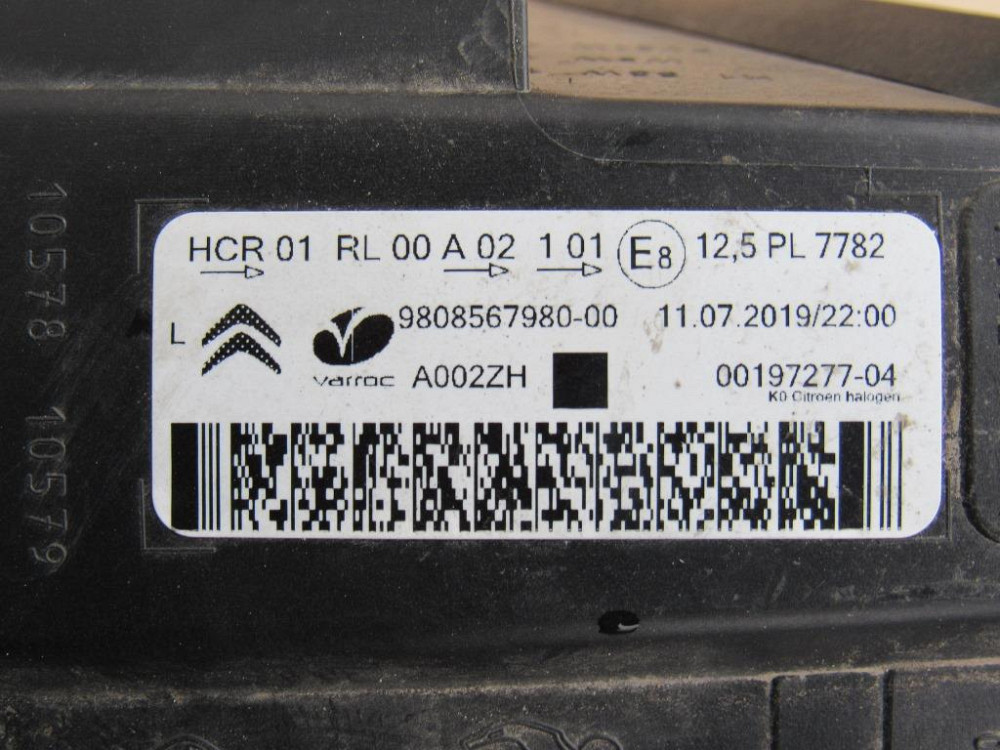 HCR 01 RL 00 A 02 1 01 E8 12,5 PL 7782
L 9808567980-00 11.07.2019/22:00
varroc A002ZH 00197277-04
K0 Citroen halogen
10578 10579